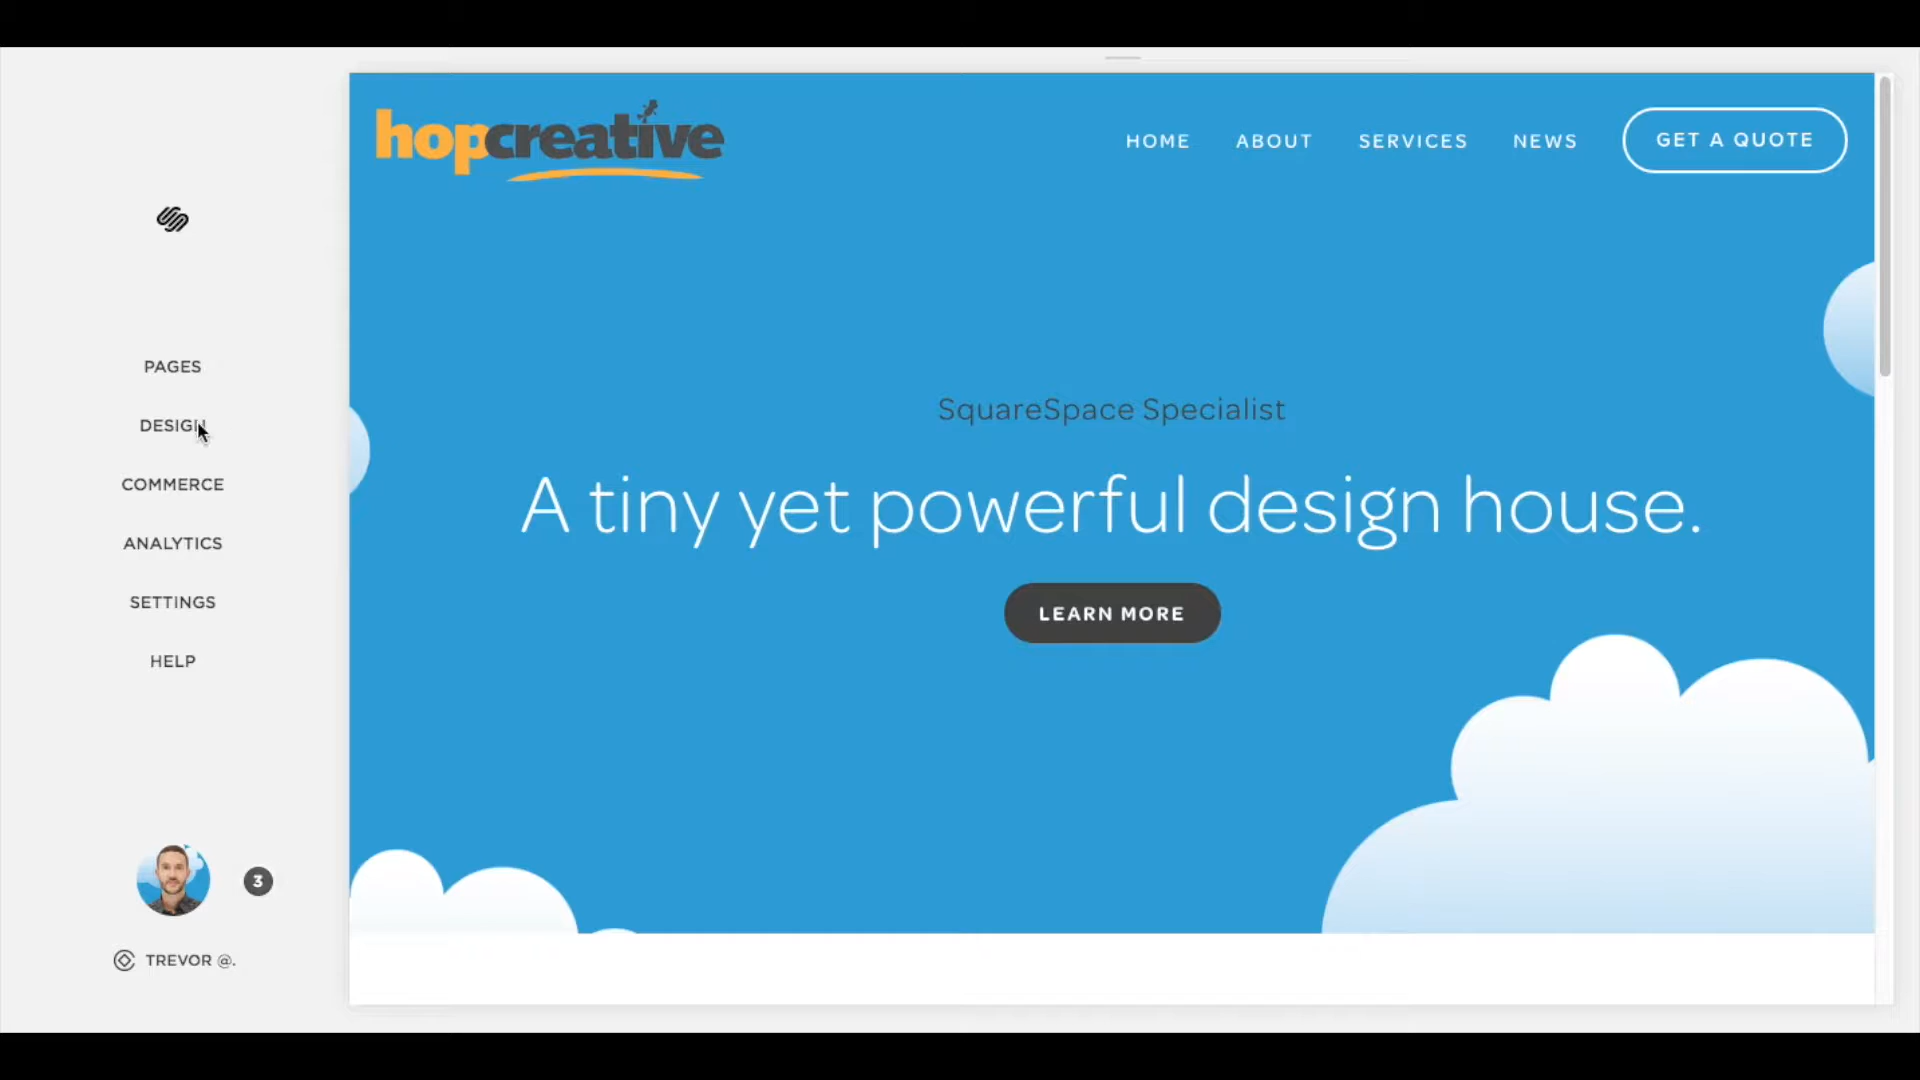 PAGES
DESIGN
COMMERCE
ANALYTICS
SETTINGS
HELP
3
TREVOR @.
hopcreative
HOME ABOUT SERVICES NEWS GET A QUOTE
SquareSpace Specialist
A tiny yet powerful design house.
LEARN MORE